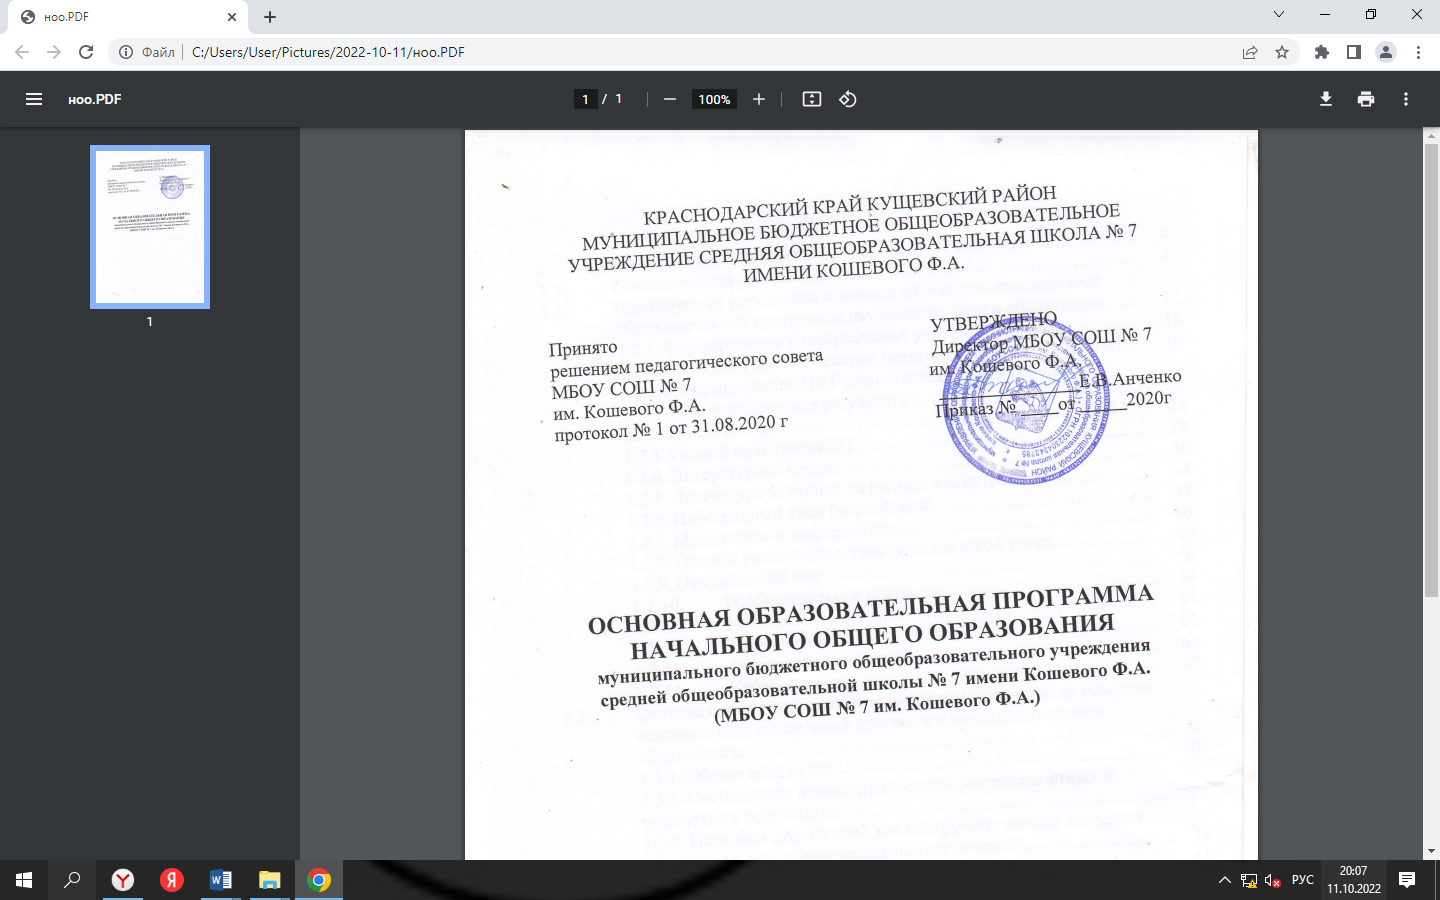 ноо.PDF
Файл
C:/Users/User/Pictures/2022-10-11/ноо.PDF
ноо.PDF
1 / 1
100%
1
КРАСНОДАРСКИЙ КРАЙ КУЩЕВСКИЙ РАЙОН
МУНИЦИПАЛЬНОЕ БЮДЖЕТНОЕ ОБЩЕОБРАЗОВАТЕЛЬНОЕ
УЧРЕЖДЕНИЕ СРЕДНЯЯ ОБЩЕОБРАЗОВАТЕЛЬНАЯ ШКОЛА № 7
ИМЕНИ КОШЕВОГО Ф.А.
Принято
решением педагогического совета
МБОУ СОШ № 7
им. Кошевого Ф.А.
протокол № 1 от 31.08.2020 г
УТВЕРЖДЕНО
Директор МБОУ СОШ № 7
им. Кошевого Ф.А.
Е.В.Анченко
Приказ № ____ от _____2020г
ОСНОВНАЯ ОБРАЗОВАТЕЛЬНАЯ ПРОГРАММА
НАЧАЛЬНОГО ОБЩЕГО ОБРАЗОВАНИЯ
муниципального бюджетного общеобразовательного учреждения
средней общеобразовательной школы № 7 имени Кошевого Ф.А.
(МБОУ СОШ № 7 им. Кошевого Ф.А.)
РУС
20:07
11.10.2022